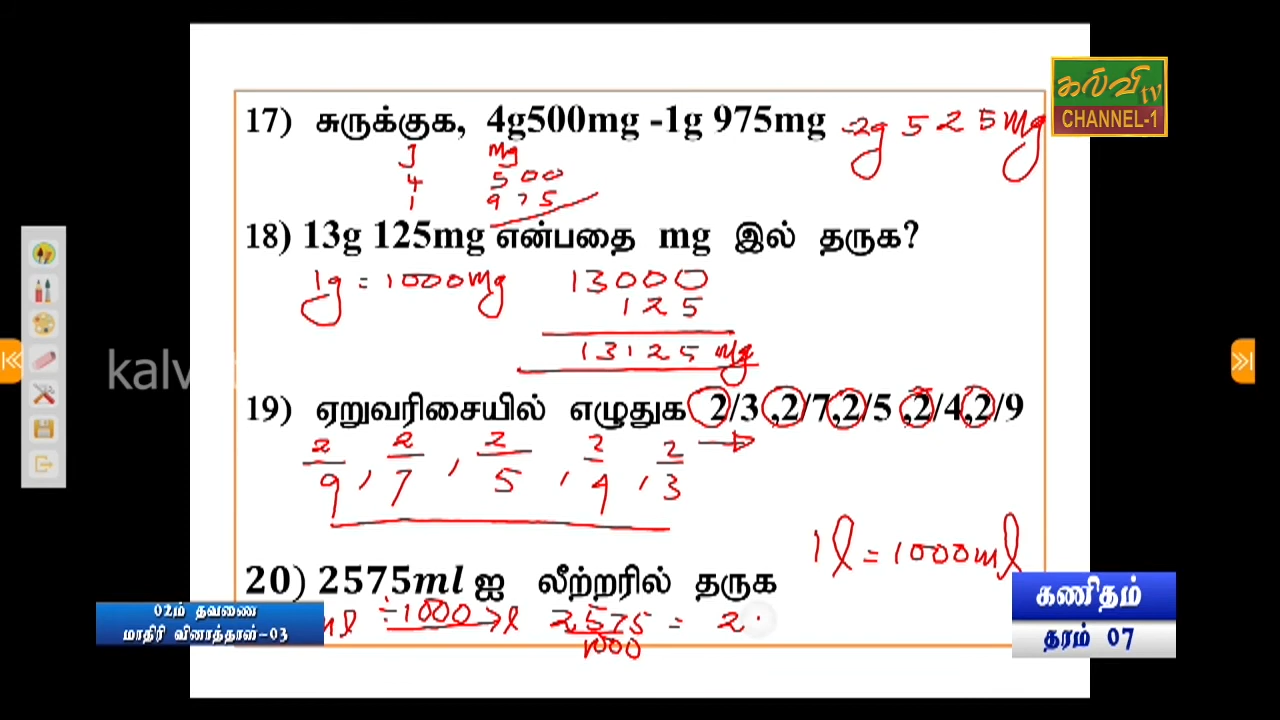 கல்வி tv
CHANNEL-1
17) சுருக்குக, 4g500mg -1g 975mg 2g 525mg
g mg
4 500
1 975
18) 13g 125mg என்பதை mg இல் தருக?
1g = 1000mg 13000
125
13125 mg
kalv
19) ஏறுவரிசையில் எழுதுக 2/3 ,2/7,2/5 ,2/4,2/9
2/9 , 2/7 , 2/5 , 2/4 , 2/3
1l = 1000ml
20) 2575ml ஐ லீற்றரில் தருக
ml ÷1000 l 2575/1000 = 2.
02ம் தவணை
மாதிரி வினாத்தாள்-03
கணிதம்
தரம் 07